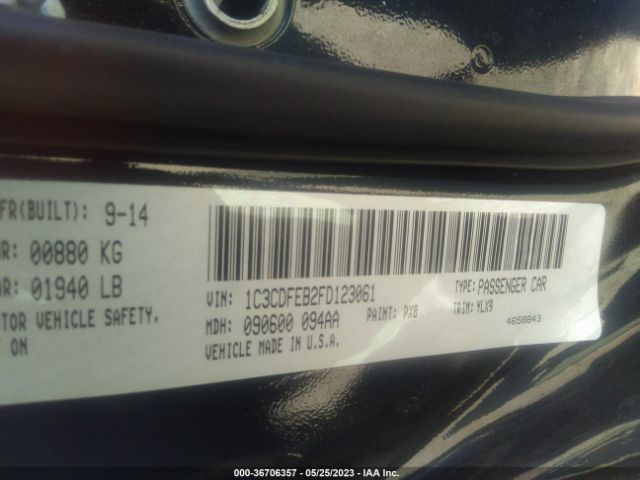 FR(BUILT): 9-14
R: 00880 KG
R: 01940 LB
TOR VEHICLE SAFETY,
ON
VIN: 1C3CDFEB2FD123061
TYPE: PASSENGER CAR
MDH: 090600 094AA
PAINT: PX8
TRIM: YLX9
VEHICLE MADE IN U.S.A.
4658843
000-36706357 - 05/25/2023 - IAA Inc.